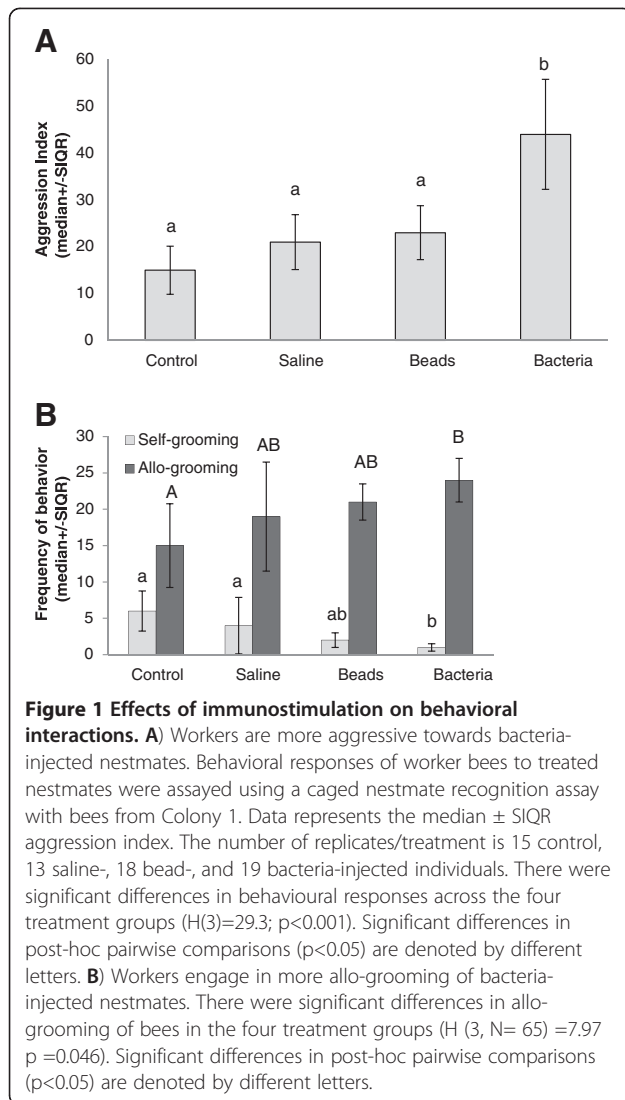 A
60
50
40
30
20
10
0
Aggression Index
(median+/-SIQR)
a
a
a
b
Control Saline Beads Bacteria
B
30
25
20
15
10
5
0
Frequency of behavior
(median+/-SIQR)
Self-grooming
Allo-grooming
a
A
a
AB
ab
AB
b
B
Control Saline Beads Bacteria
Figure 1 Effects of immunostimulation on behavioral
interactions. A) Workers are more aggressive towards bacteria-
injected nestmates. Behavioral responses of worker bees to treated
nestmates were assayed using a caged nestmate recognition assay
with bees from Colony 1. Data represents the median ± SIQR
aggression index. The number of replicates/treatment is 15 control,
13 saline-, 18 bead-, and 19 bacteria-injected individuals. There were
significant differences in behavioural responses across the four
treatment groups (H(3)=29.3; p<0.001). Significant differences in
post-hoc pairwise comparisons (p<0.05) are denoted by different
letters. B) Workers engage in more allo-grooming of bacteria-
injected nestmates. There were significant differences in allo-
grooming of bees in the four treatment groups (H (3, N= 65) =7.97
p =0.046). Significant differences in post-hoc pairwise comparisons
(p<0.05) are denoted by different letters.